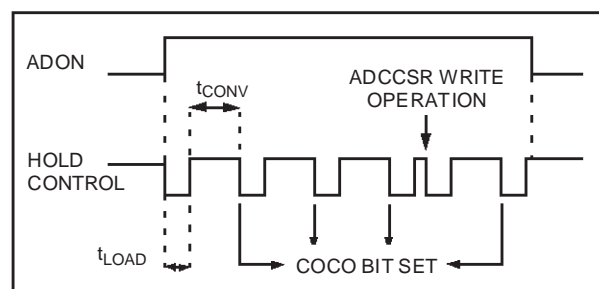 ADON
tCONV
ADCCSR WRITE
OPERATION
HOLD
CONTROL
tLOAD
COCO BIT SET